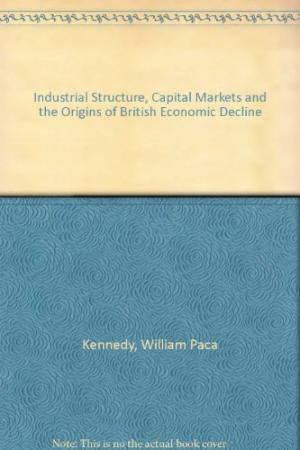 Industrial Structure, Capital Markets and
the Origins of British Economic Decline
Kennedy, William Paca
Note: This is no the actual book cover